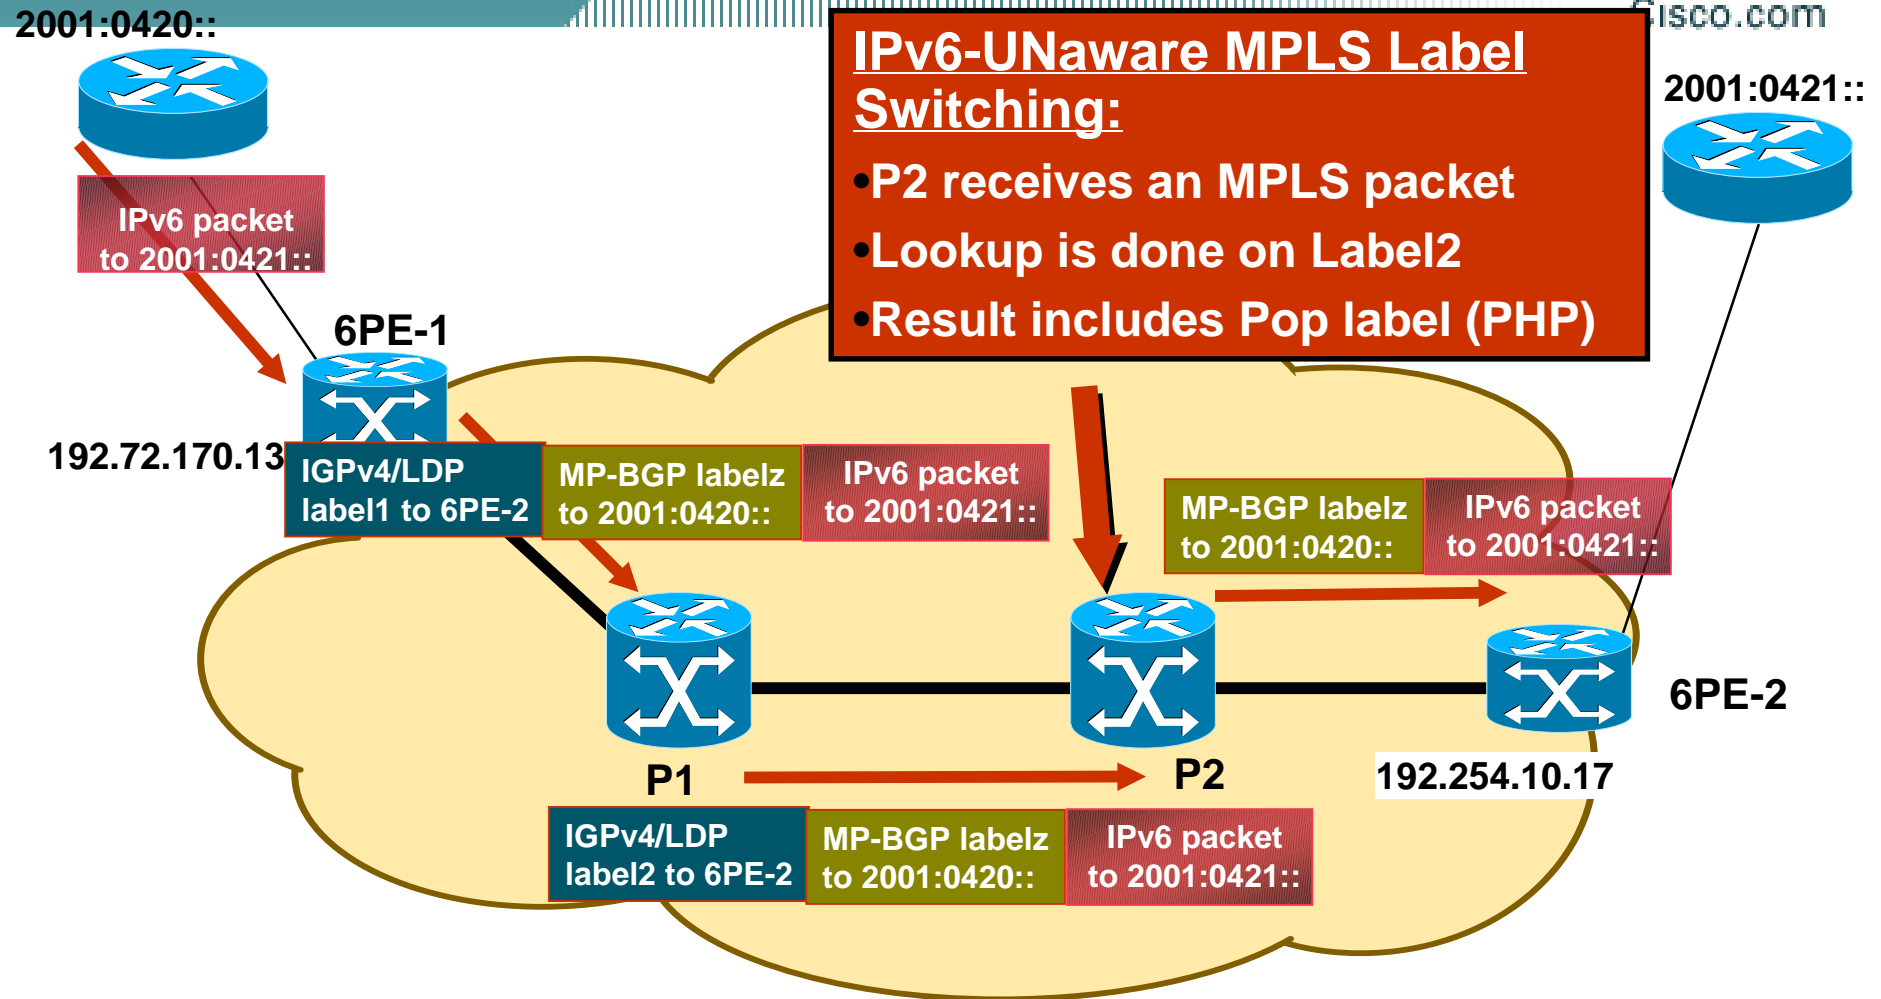 2001:0420::
Cisco.com
IPv6-UNaware MPLS Label
Switching:
•P2 receives an MPLS packet
•Lookup is done on Label2
•Result includes Pop label (PHP)
2001:0421::
IPv6 packet
to 2001:0421::
6PE-1
192.72.170.13
IGPv4/LDP
label1 to 6PE-2
MP-BGP labelz
to 2001:0420::
IPv6 packet
to 2001:0421::
MP-BGP labelz
to 2001:0420::
IPv6 packet
to 2001:0421::
6PE-2
P1
P2
192.254.10.17
IGPv4/LDP
label2 to 6PE-2
MP-BGP labelz
to 2001:0420::
IPv6 packet
to 2001:0421::